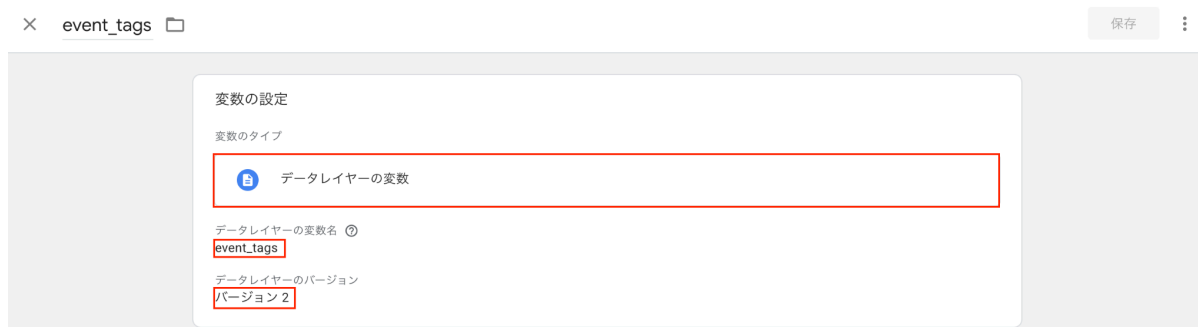 event_tags
保存
変数の設定
変数のタイプ
データレイヤーの変数
データレイヤーの変数名
event_tags
データレイヤーのバージョン
バージョン 2